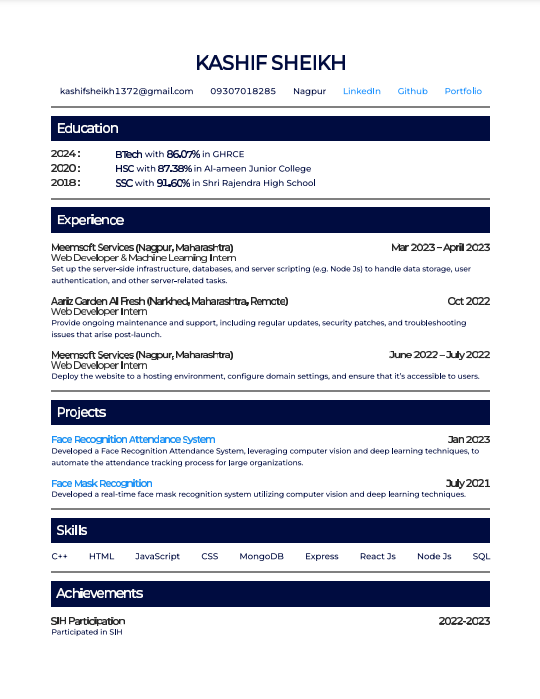 KASHIF SHEIKH
kashifsheikh1372@gmail.com 09307018285 Nagpur LinkedIn Github Portfolio
Education
2024 : BTech with 86.07% in GHRCE
2020 : HSC with 87.38% in Al-ameen Junior College
2018 : SSC with 91.60% in Shri Rajendra High School
Experience
Meemsoft Services (Nagpur, Maharashtra) Mar 2023 – April 2023
Web Developer & Machine Learning Intern
Set up the server-side infrastructure, databases, and server scripting (e.g. Node Js) to handle data storage, user
authentication, and other server-related tasks.
Aariz Garden Al Fresh (Narkhed, Maharashtra, Remote) Oct 2022
Web Developer Intern
Provide ongoing maintenance and support, including regular updates, security patches, and troubleshooting
issues that arise post-launch.
Meemsoft Services (Nagpur, Maharashtra) June 2022 – July 2022
Web Developer Intern
Deploy the website to a hosting environment, configure domain settings, and ensure that it's accessible to users.
Projects
Face Recognition Attendance System Jan 2023
Developed a Face Recognition Attendance System, leveraging computer vision and deep learning techniques, to
automate the attendance tracking process for large organizations.
Face Mask Recognition July 2021
Developed a real-time face mask recognition system utilizing computer vision and deep learning techniques.
Skills
C++ HTML JavaScript CSS MongoDB Express React Js Node Js SQL
Achievements
SIH Participation 2022-2023
Participated in SIH